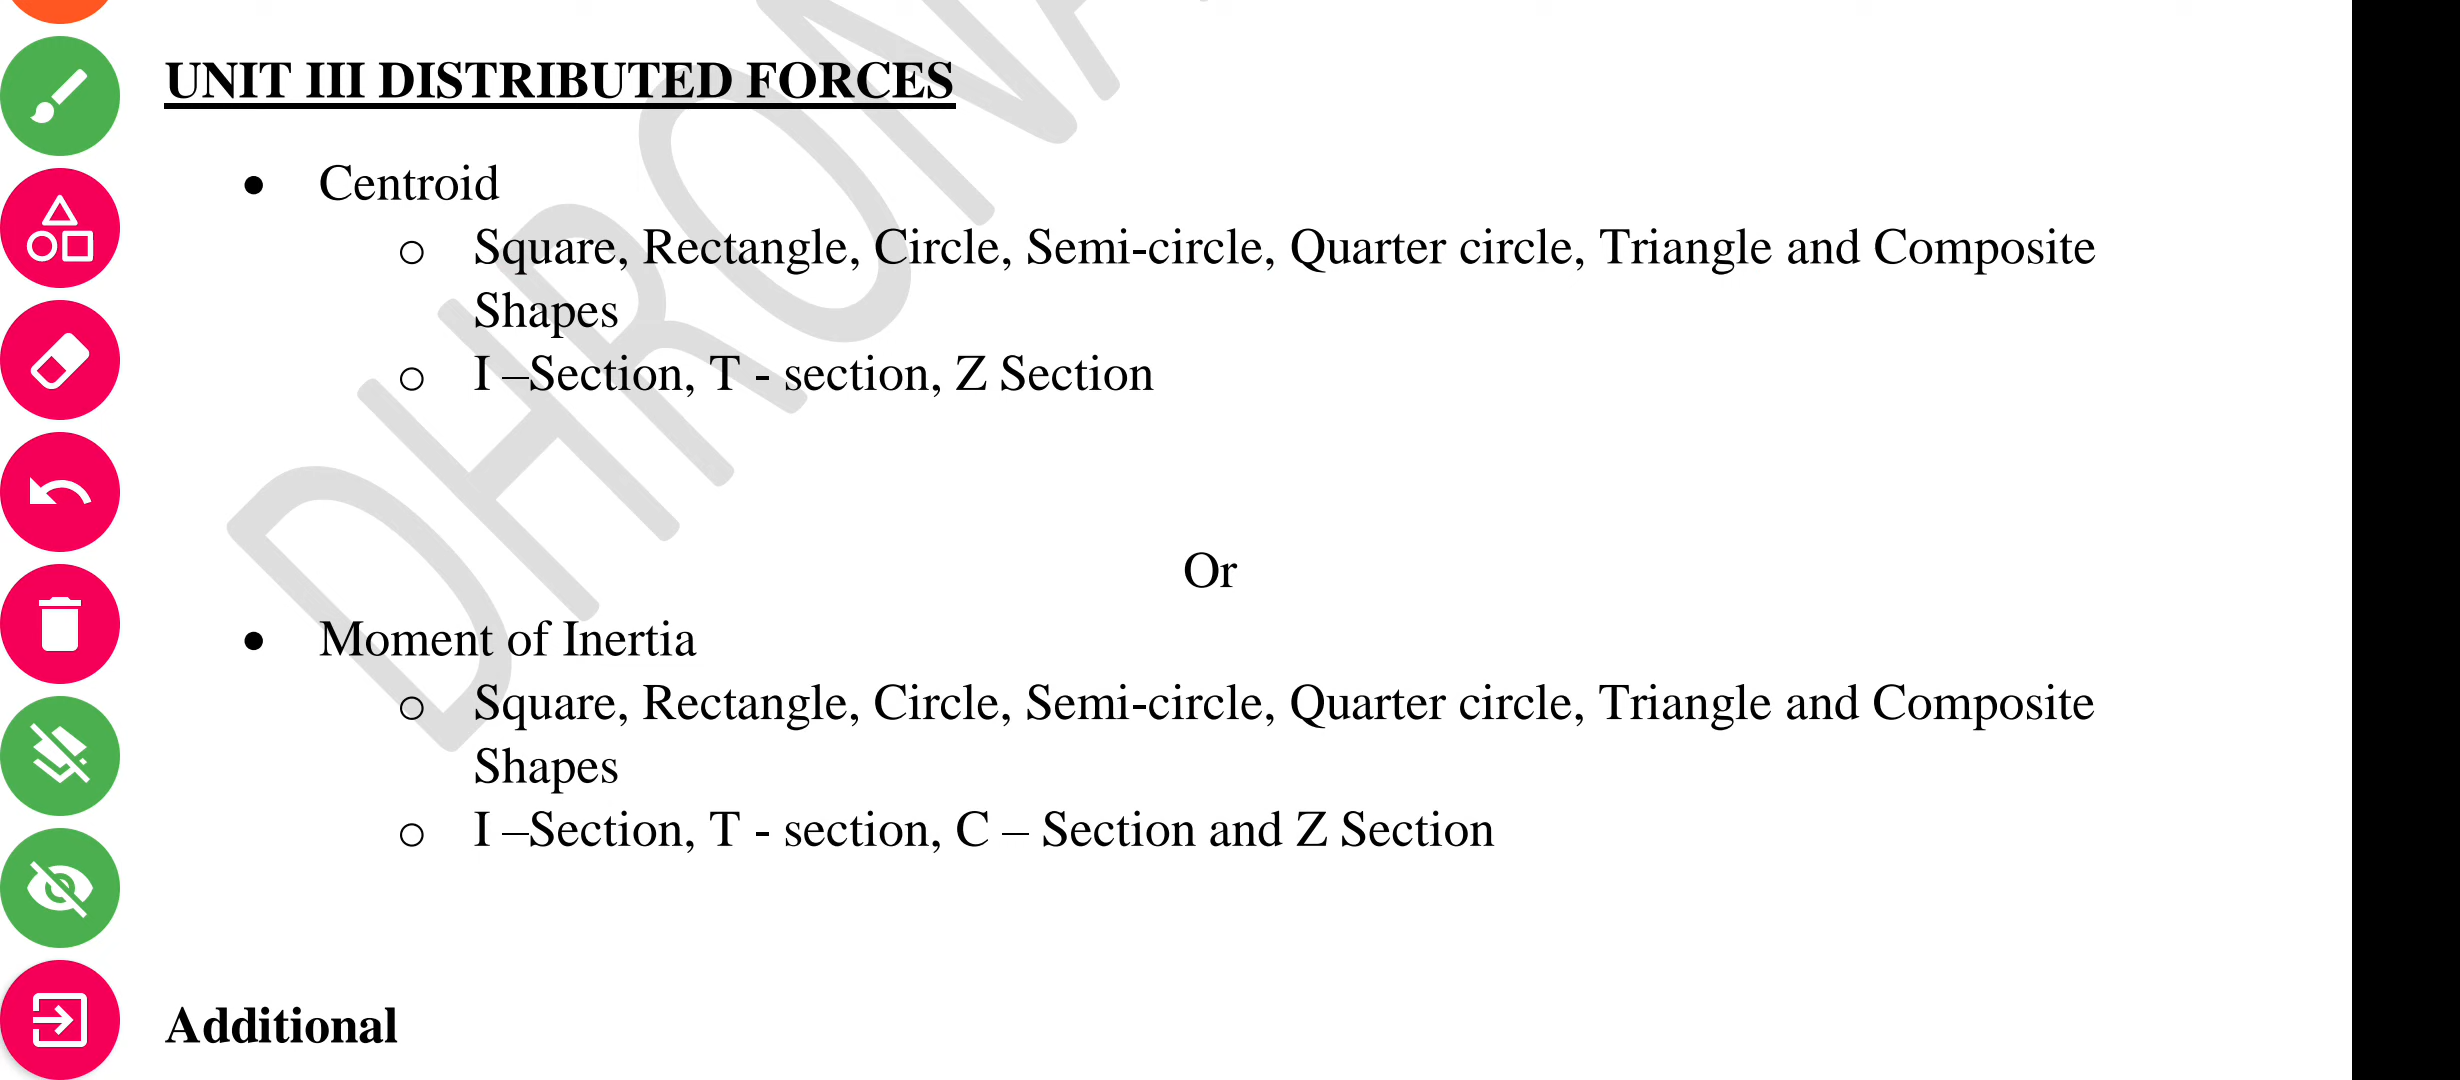 UNIT III DISTRIBUTED FORCES
• Centroid
o Square, Rectangle, Circle, Semi-circle, Quarter circle, Triangle and Composite
Shapes
o I –Section, T - section, Z Section
Or
• Moment of Inertia
o Square, Rectangle, Circle, Semi-circle, Quarter circle, Triangle and Composite
Shapes
o I –Section, T - section, C – Section and Z Section
Additional